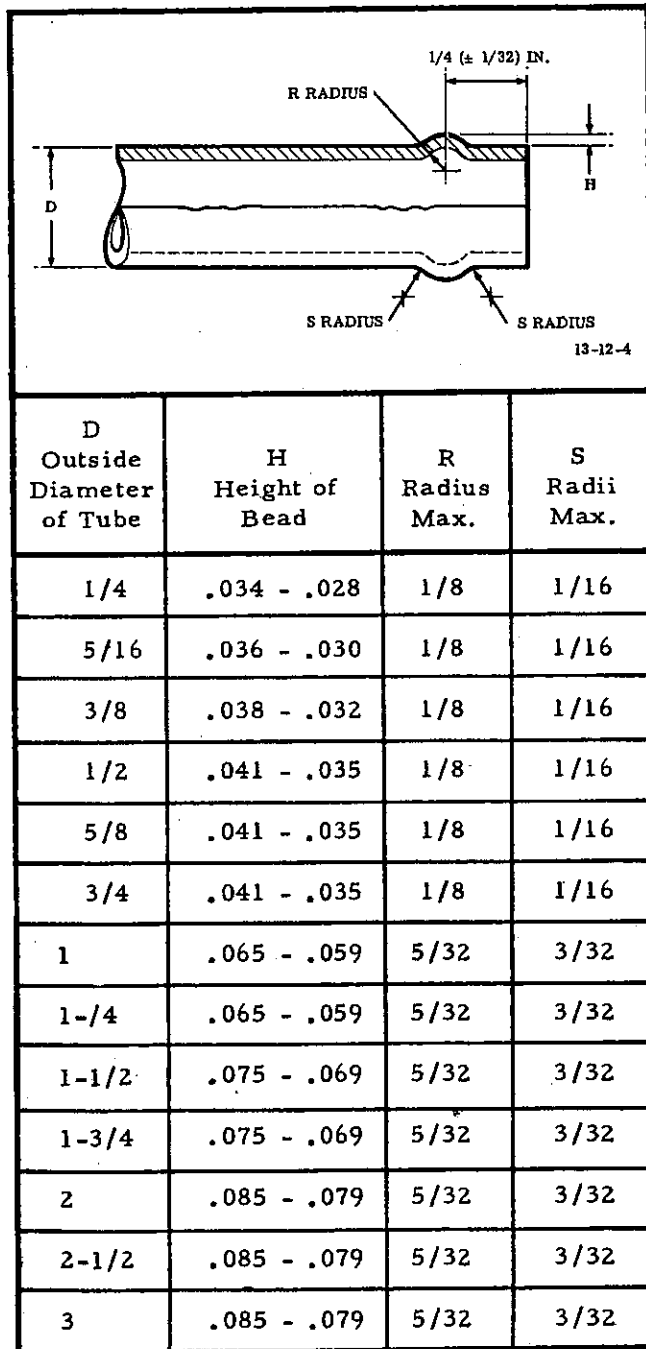 1/4 (± 1/32) IN.
R RADIUS
H
D
S RADIUS
S RADIUS
13-12-4
D Outside Diameter of Tube | H Height of Bead | R Radius Max. | S Radii Max.
1/4 | .034 - .028 | 1/8 | 1/16
5/16 | .036 - .030 | 1/8 | 1/16
3/8 | .038 - .032 | 1/8 | 1/16
1/2 | .041 - .035 | 1/8 | 1/16
5/8 | .041 - .035 | 1/8 | 1/16
3/4 | .041 - .035 | 1/8 | 1/16
1 | .065 - .059 | 5/32 | 3/32
1-/4 | .065 - .059 | 5/32 | 3/32
1-1/2 | .075 - .069 | 5/32 | 3/32
1-3/4 | .075 - .069 | 5/32 | 3/32
2 | .085 - .079 | 5/32 | 3/32
2-1/2 | .085 - .079 | 5/32 | 3/32
3 | .085 - .079 | 5/32 | 3/32